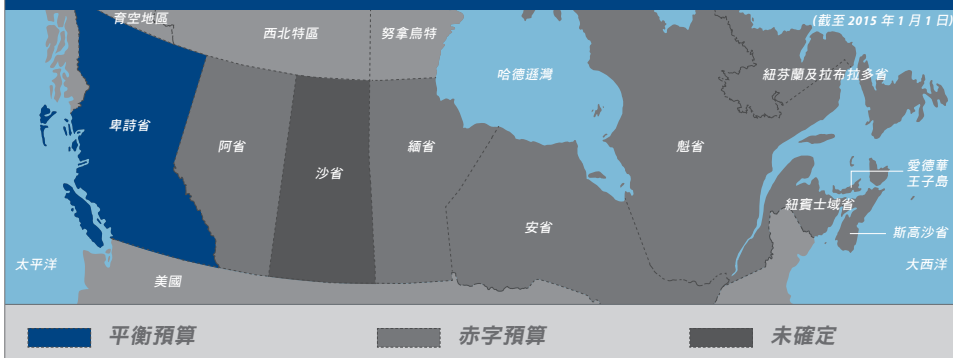 育空地區
西北特區
努拿烏特
(截至 2015 年 1 月 1 日)
哈德遜灣
紐芬蘭及拉布拉多省
卑詩省
阿省
沙省
緬省
魁省
安省
愛德華
王子島
紐賓士域省
斯高沙省
太平洋
美國
大西洋
平衡預算
赤字預算
未確定